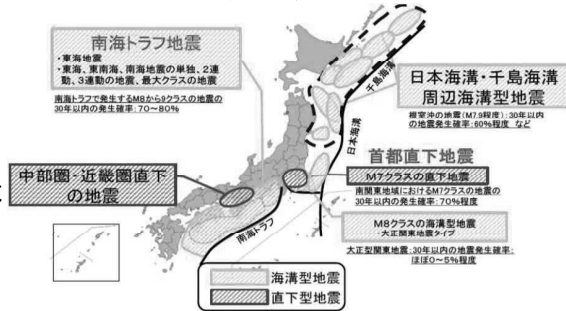 南海トラフ地震
・東海地震
・東海、東南海、南海地震の単独、2連
動、3連動の地震、最大クラスの地震
南海トラフで発生するM8から9クラスの地震の
30年以内の発生確率:70~80%
千島海溝
日本海溝・千島海溝
周辺海溝型地震
根室沖の地震(M7.9程度):30年以内
の地震発生確率:60%程度 など
日本海溝
首都直下地震
M7クラスの直下地震
南関東地域におけるM7クラスの地震の
30年以内の発生確率:70%程度
中部圏・近畿圏直下
の地震
南海トラフ
M8クラスの海溝型地震
大正関東地震タイプ
大正型関東地震:30年以内の地震発生確率:
ほぼ0~5%程度
海溝型地震
直下型地震